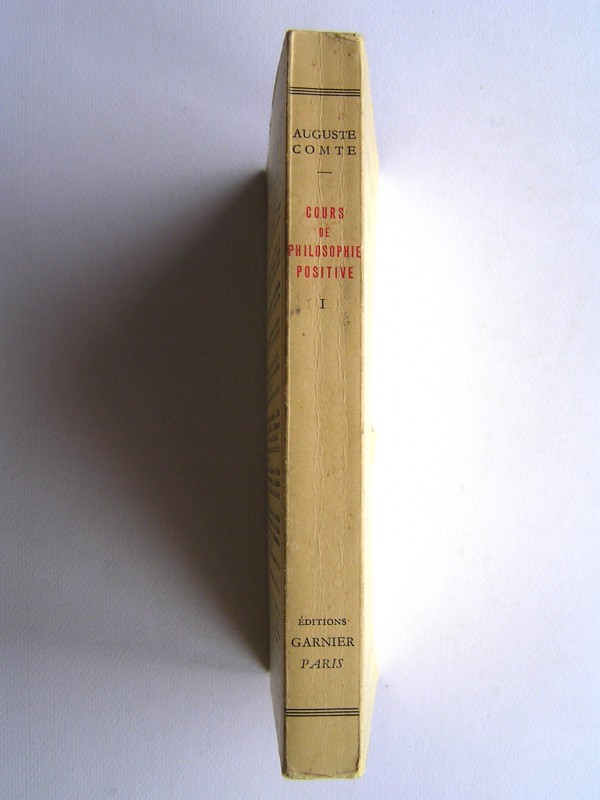 AUGUSTE
COMTE
COURS
DE
PHILOSOPHIE
POSITIVE
I
ÉDITIONS
GARNIER
PARIS